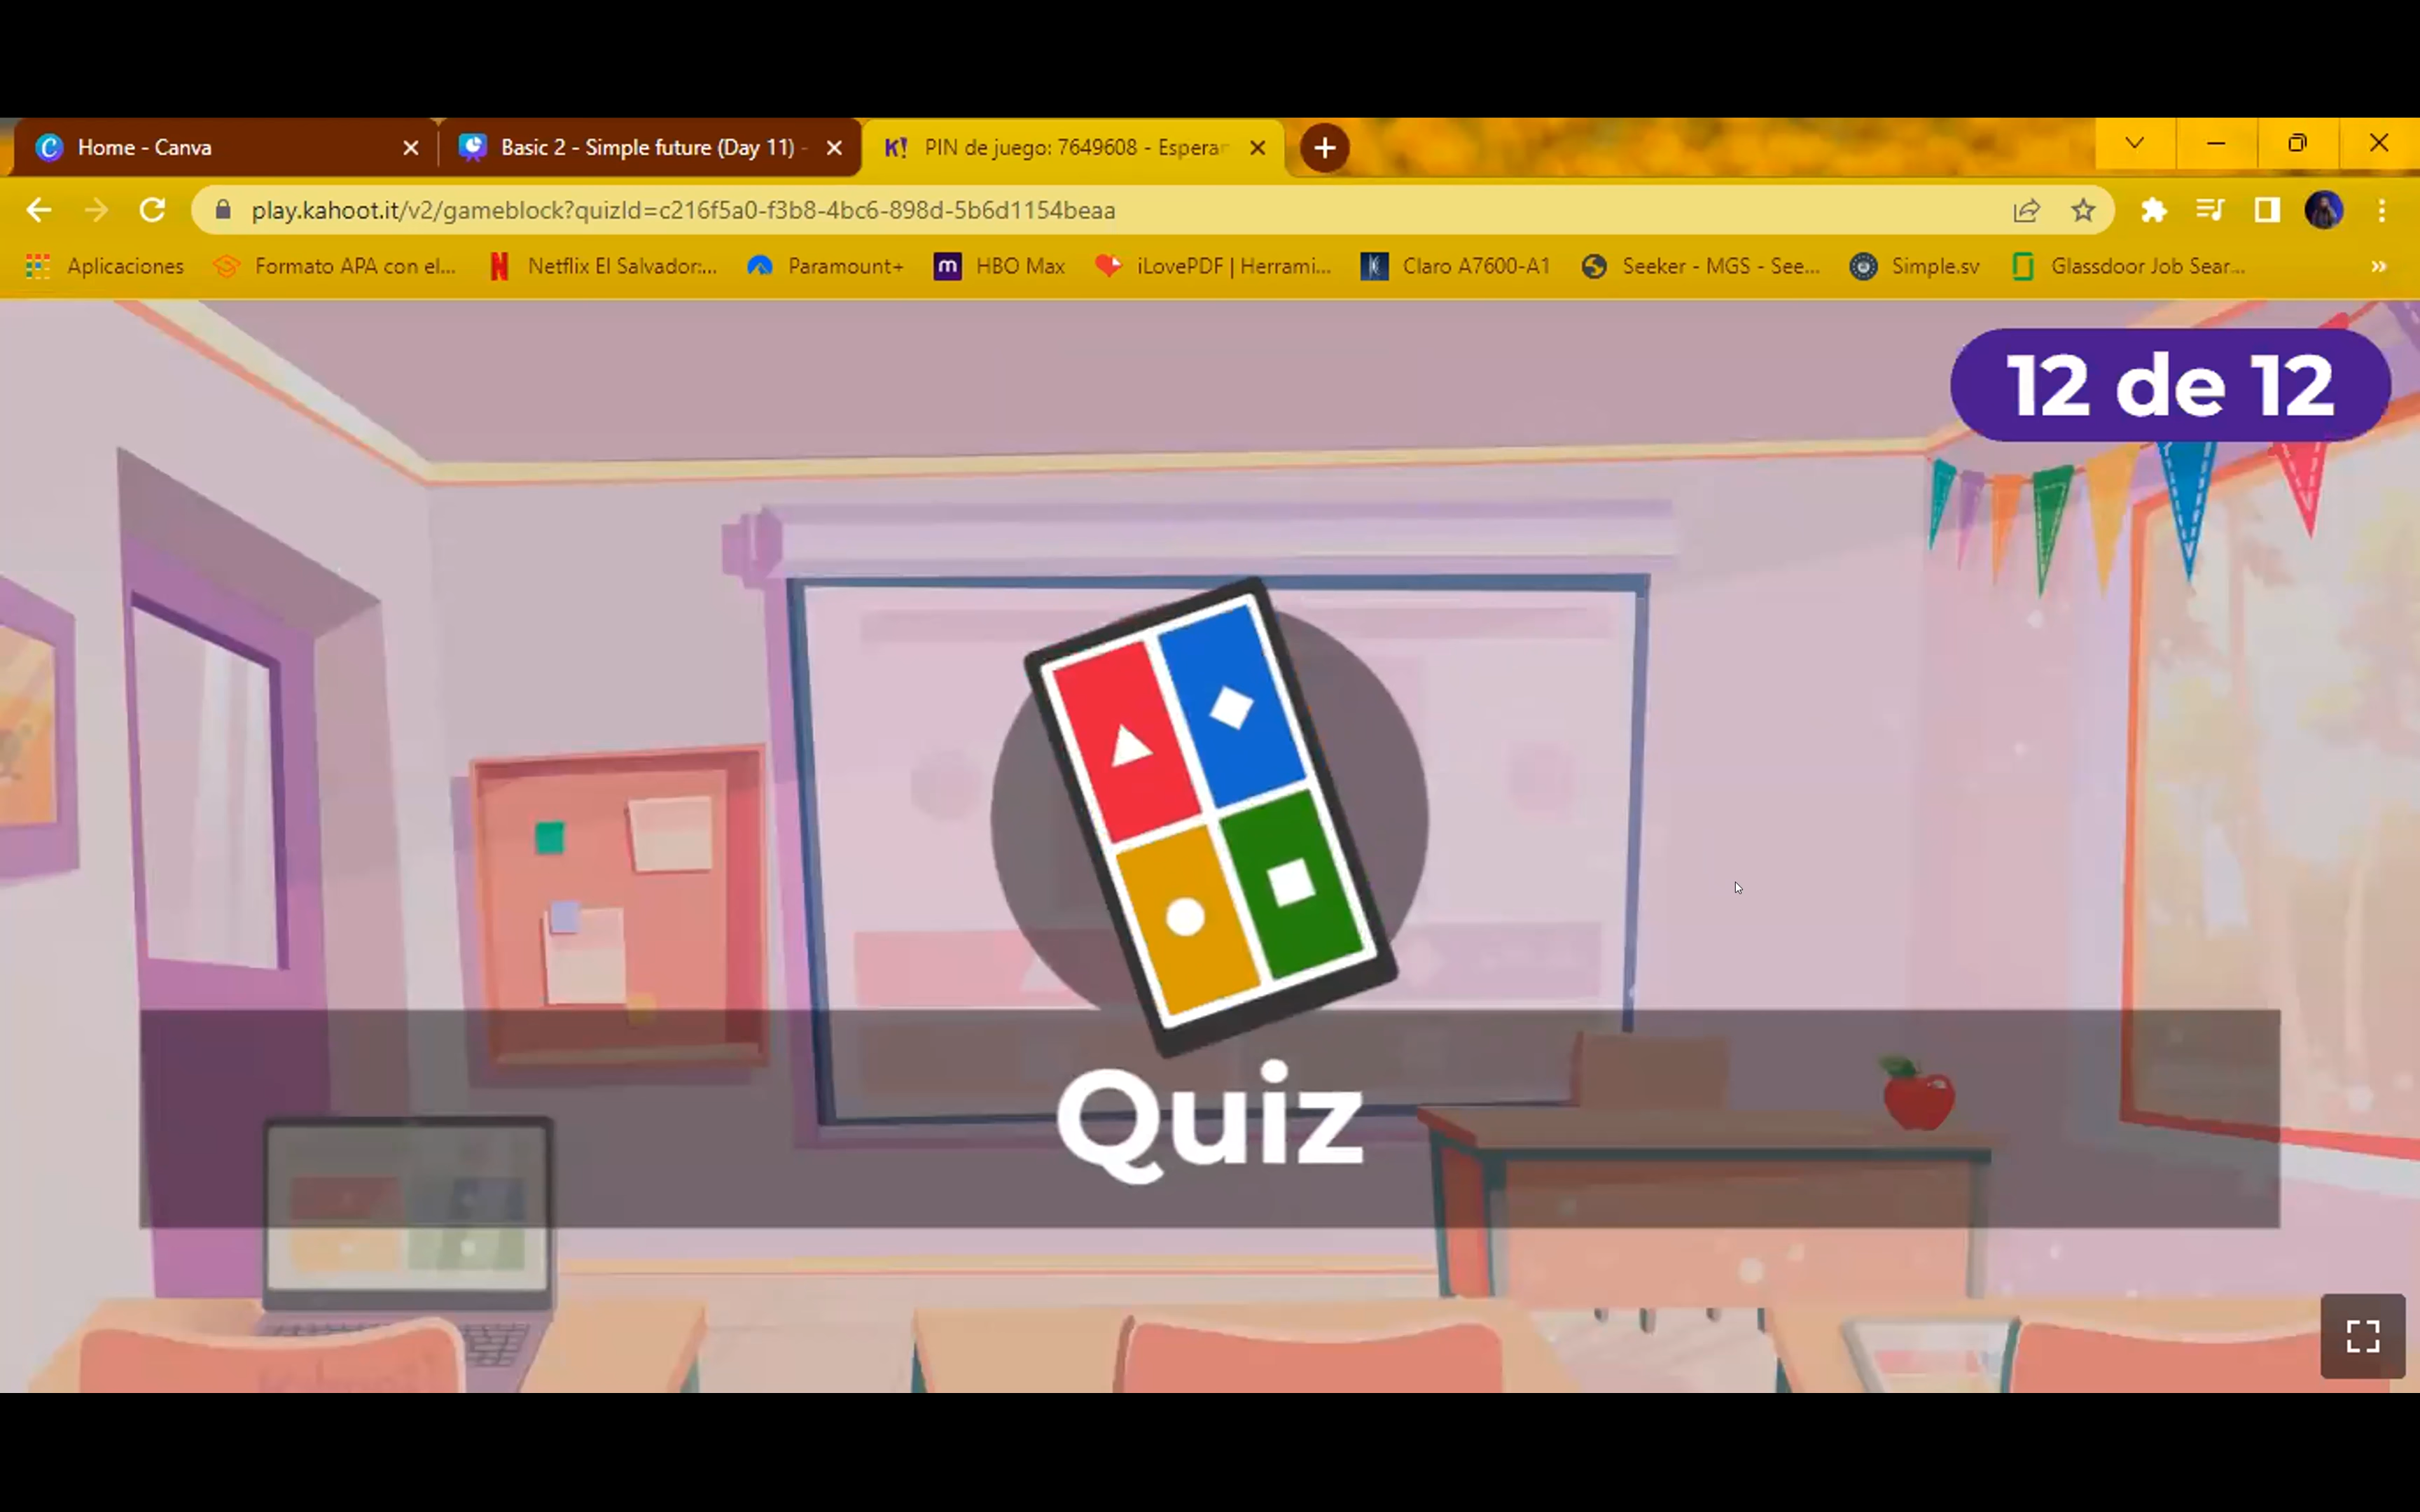 Home - Canva
Basic 2 - Simple future (Day 11) -
K! PIN de juego: 7649608 - Esperan
play.kahoot.it/v2/gameblock?quizId=c216f5a0-f3b8-4bc6-898d-5b6d1154beaa
Aplicaciones Formato APA con el... Netflix El Salvador:... Paramount+ HBO Max iLovePDF | Herrami... Claro A7600-A1 Seeker - MGS - See... Simple.sv Glassdoor Job Sear... »
12 de 12
Quiz